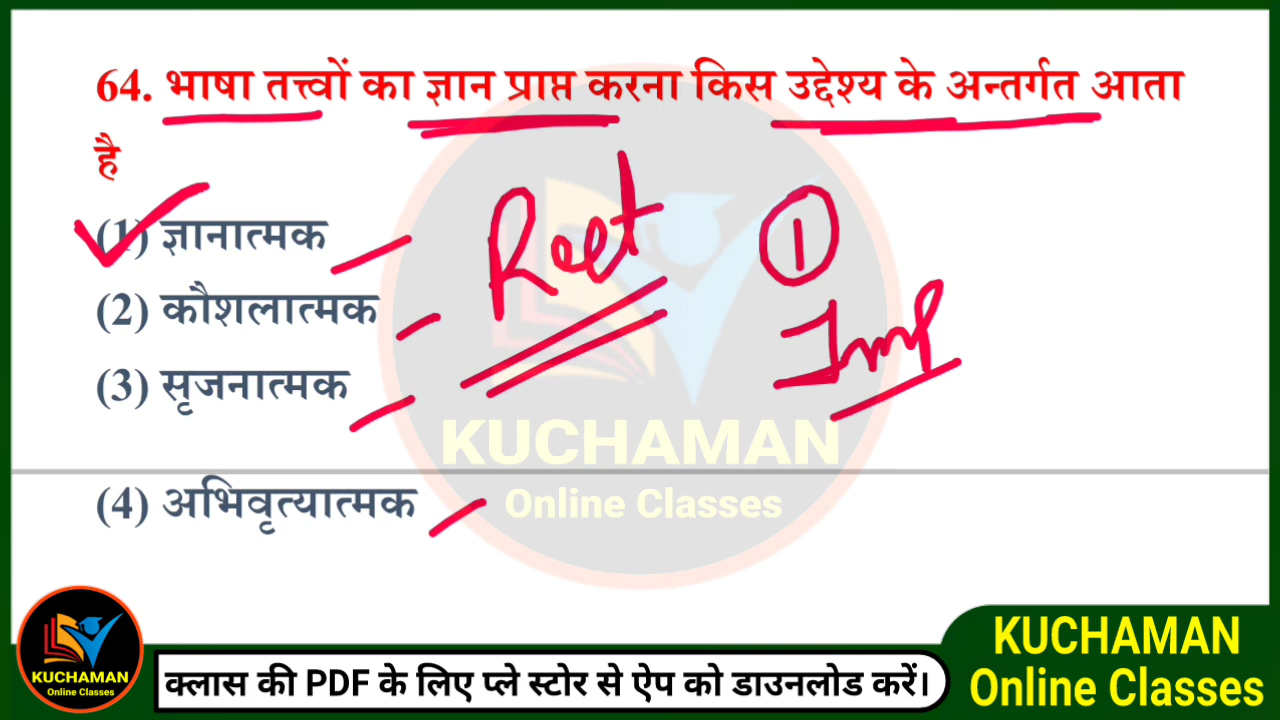 64. भाषा तत्त्वों का ज्ञान प्राप्त करना किस उद्देश्य के अन्तर्गत आता
है
(1) ज्ञानात्मक
(2) कौशलात्मक
(3) सृजनात्मक
(4) अभिवृत्यात्मक
Reet
1
Imp
KUCHAMAN
Online Classes
KUCHAMAN
Online Classes
क्लास की PDF के लिए प्ले स्टोर से ऐप को डाउनलोड करें।
KUCHAMAN
Online Classes